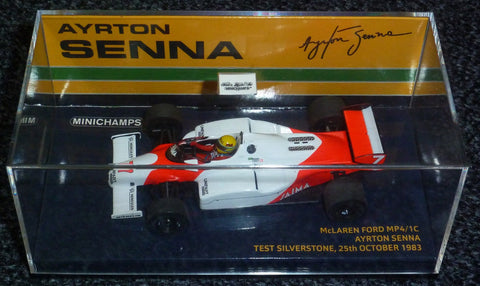 AYRTON
SENNA
Ayrton Senna
MINICHAMPS
McLAREN FORD MP4/1C
AYRTON SENNA
TEST SILVERSTONE, 25th OCTOBER 1983